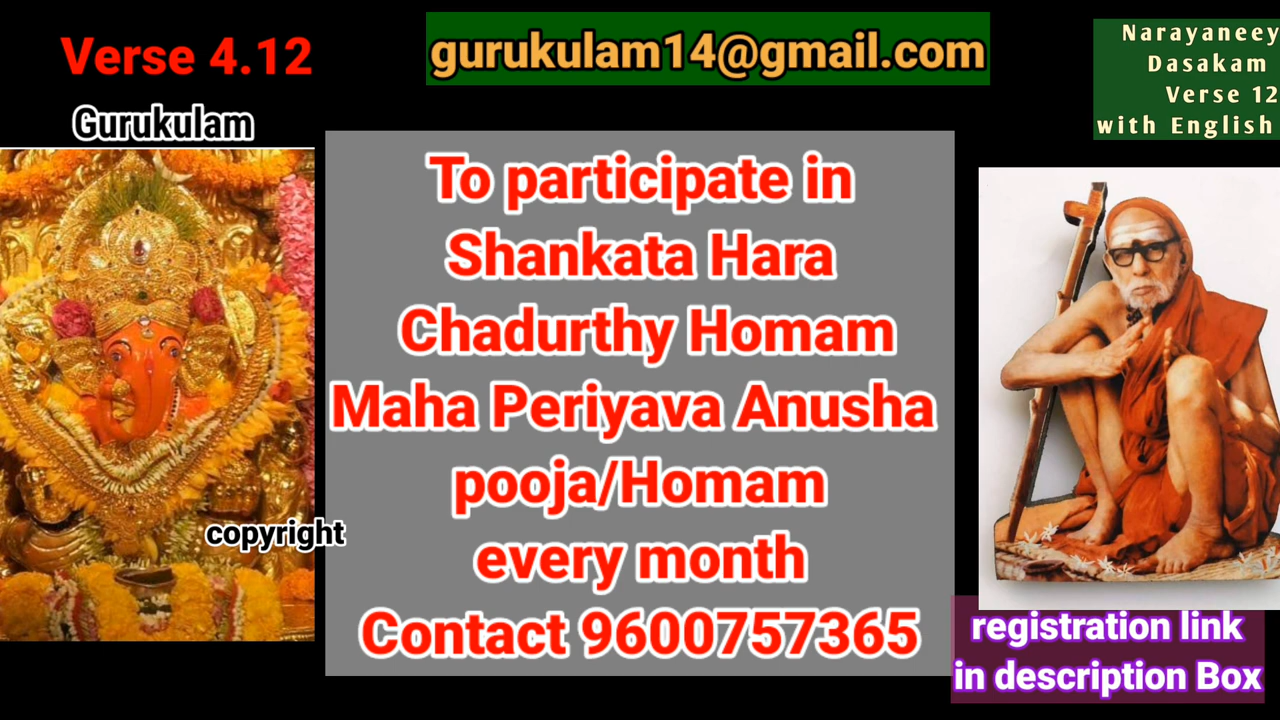 Verse 4.12
gurukulam14@gmail.com
Narayaneey
Dasakam
Verse 12
with English
Gurukulam
To participate in
Shankata Hara
Chadurthy Homam
Maha Periyava Anusha
pooja/Homam
every month
Contact 9600757365
copyright
registration link
in description Box